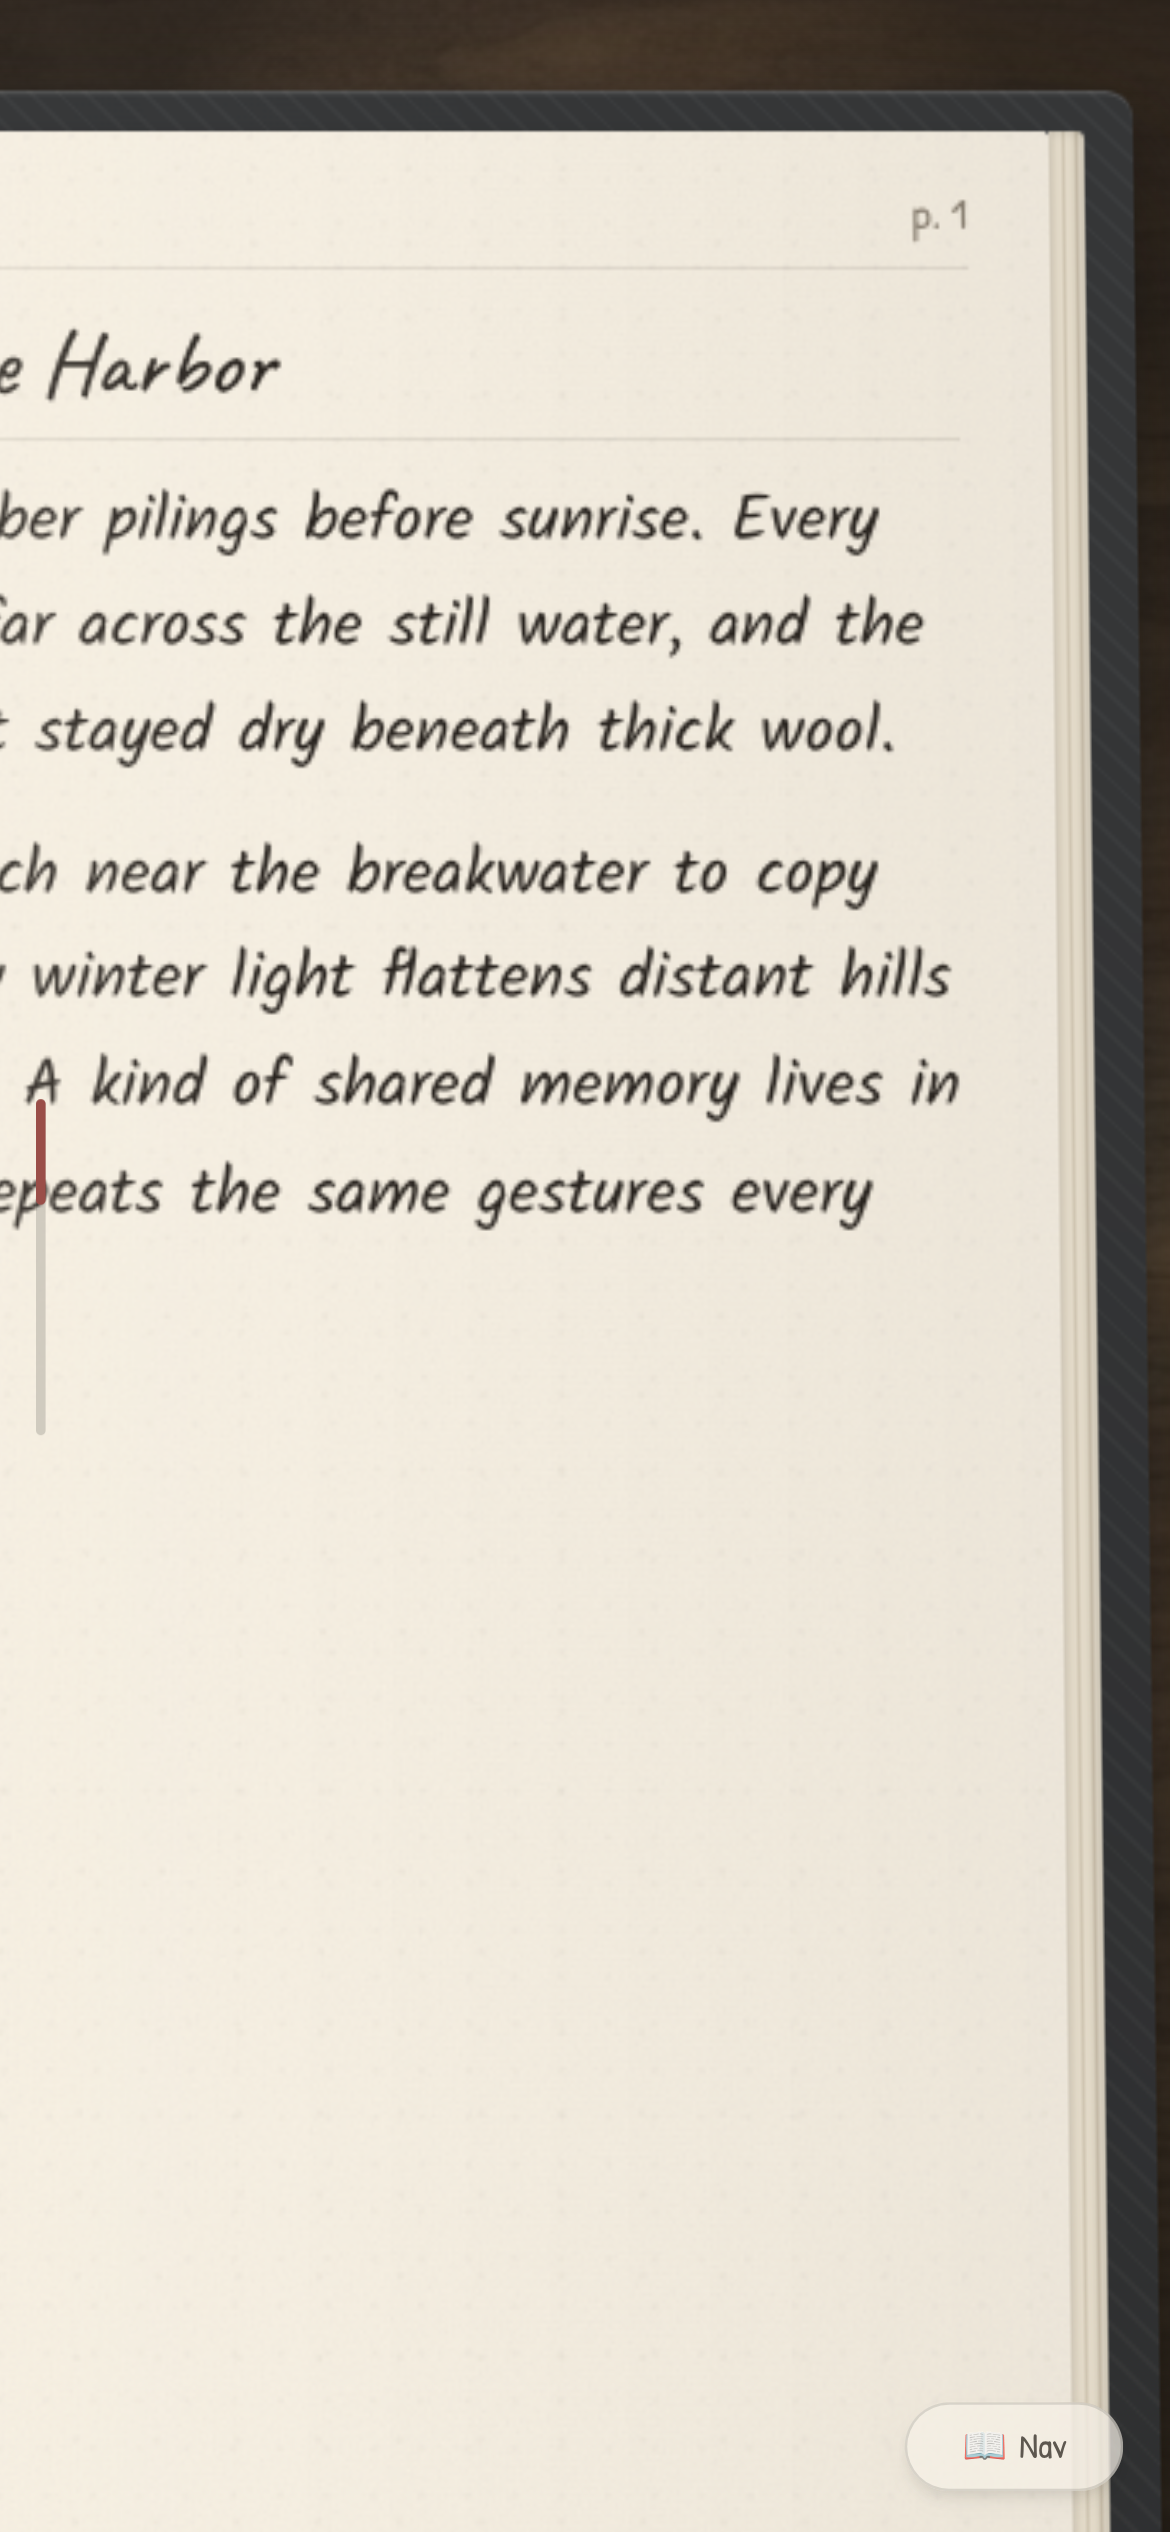 p. 1
e Harbor
ber pilings before sunrise. Every
far across the still water, and the
t stayed dry beneath thick wool.
ch near the breakwater to copy
winter light flattens distant hills
A kind of shared memory lives in
epeats the same gestures every
Nav